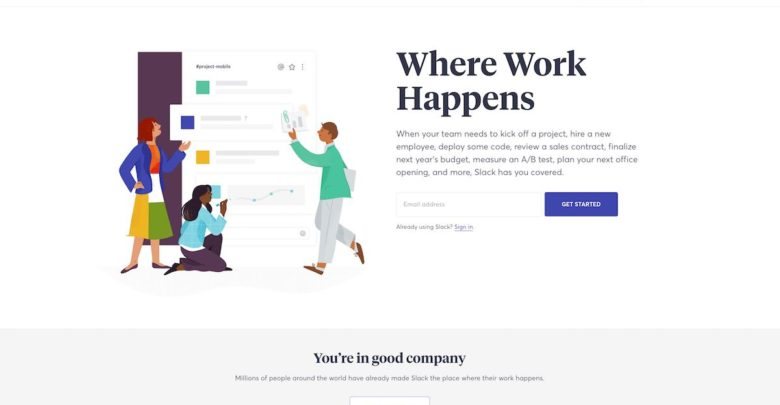 #project-mobile
Where Work
Happens
When your team needs to kick off a project, hire a new
employee, deploy some code, review a sales contract, finalize
next year's budget, measure an A/B test, plan your next office
opening, and more, Slack has you covered.
Email address
GET STARTED
Already using Slack? Sign in
You're in good company
Millions of people around the world have already made Slack the place where their work happens.